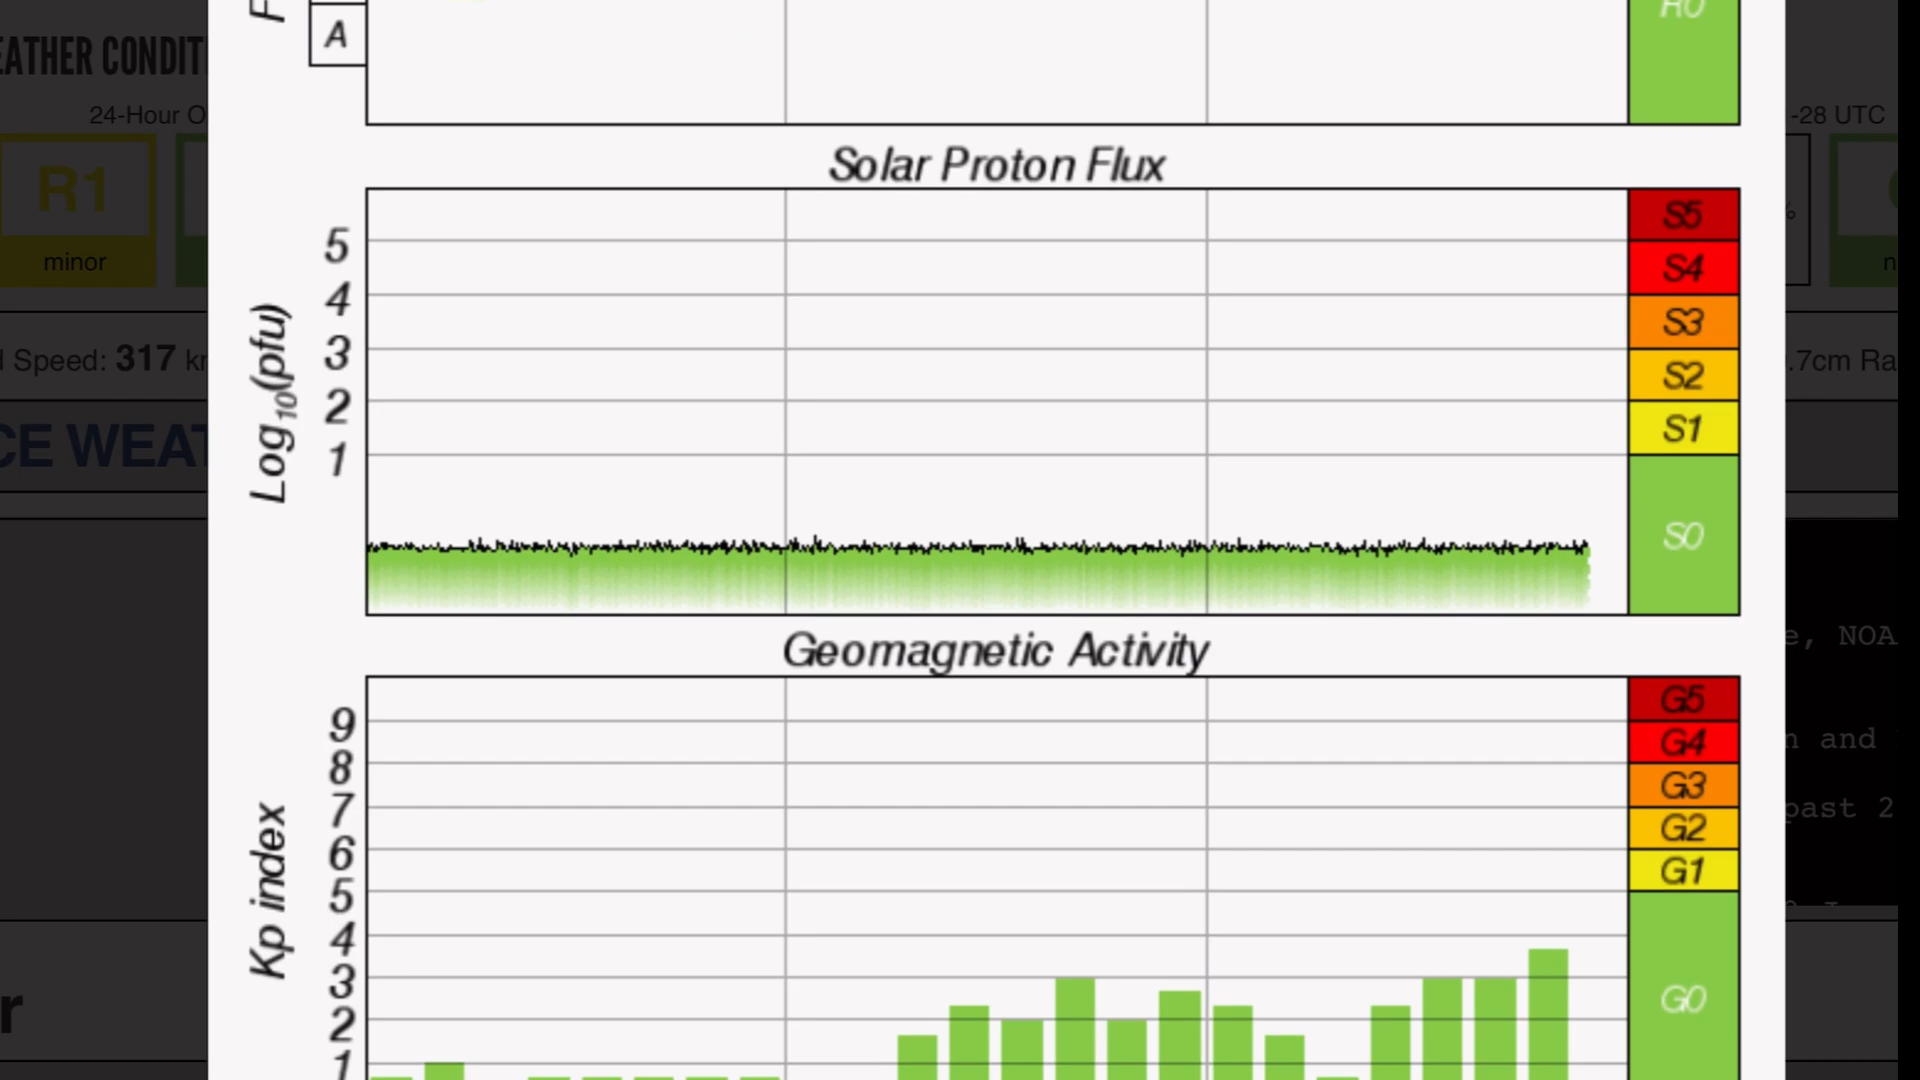 A
R0
EATHER CONDITI
24-Hour O
-28 UTC
R1
minor
Solar Proton Flux
Log10(pfu)
5
4
3
2
1
S5
S4
S3
S2
S1
S0
d Speed: 317 k
.7cm Ra
CE WEAT
Geomagnetic Activity
Kp index
9
8
7
6
5
4
3
2
1
G5
G4
G3
G2
G1
G0
e, NOA
n and
past 2
r